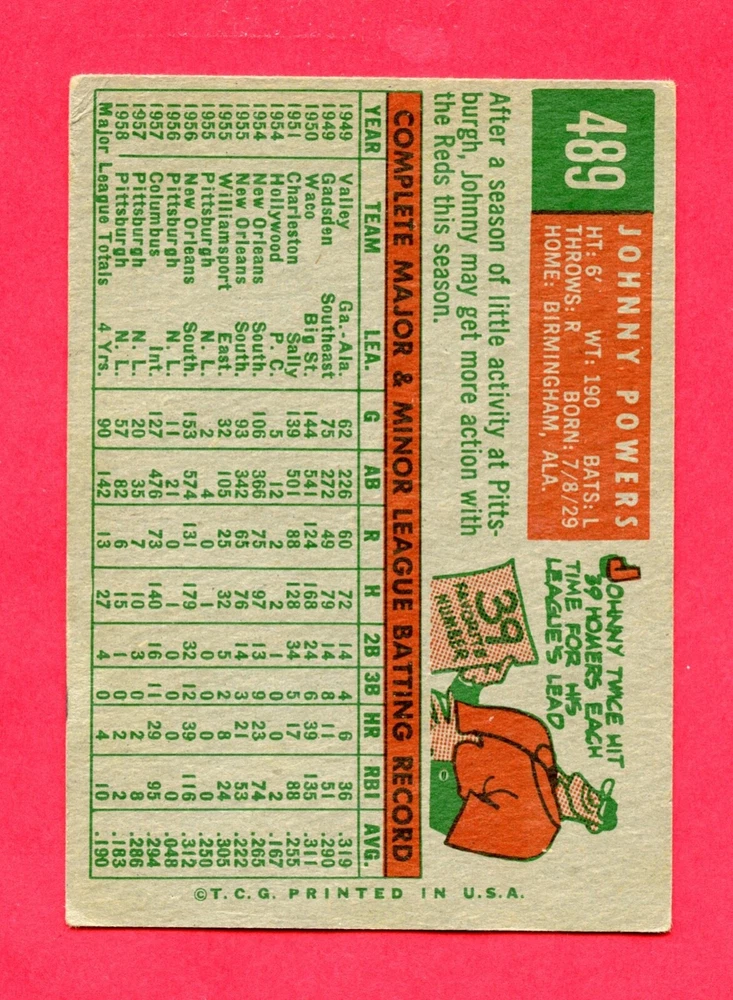 489
JOHNNY POWERS
HT: 6' WT: 190 BATS: L
THROWS: R BORN: 7/8/29
HOME: BIRMINGHAM, ALA.
After a season of little activity at Pitts-
burgh, Johnny may get more action with
the Reds this season.
JOHNNY TWICE HIT
39 HOMERS EACH
TIME FOR HIS
LEAGUE'S LEAD
39
FAVORITE
NUMBER
COMPLETE MAJOR & MINOR LEAGUE BATTING RECORD
YEAR TEAM LEA. G AB R H 2B 3B HR RBI AVG.
1949 Valley Ga.-Ala. 62 226 60 72 14 4 6 36 .319
1949 Gadsden Southeast 75 272 49 79 14 8 11 51 .290
1950 Waco Big St. 144 541 124 168 24 6 39 135 .311
1951 Charleston Sally 139 501 88 128 34 5 17 88 .255
1954 Hollywood P. C. 5 12 2 2 0 0 0 2 .167
1954 New Orleans South. 106 366 75 97 13 9 23 74 .265
1955 New Orleans South. 93 342 65 76 14 3 21 53 .222
1955 Williamsport East. 32 105 25 32 5 2 8 24 .305
1955 Pittsburgh N. L. 2 4 0 1 0 0 0 0 .250
1956 New Orleans South. 153 574 131 179 32 12 39 116 .312
1956 Pittsburgh N. L. 11 21 0 1 0 0 0 0 .048
1957 Columbus Int. 127 476 73 140 16 11 29 95 .294
1957 Pittsburgh N. L. 20 35 7 10 3 0 2 8 .286
1958 Pittsburgh N. L. 57 82 6 15 1 0 2 2 .183
Major League Totals 4 Yrs. 90 142 13 27 4 0 4 10 .190
© T. C. G. PRINTED IN U.S.A.